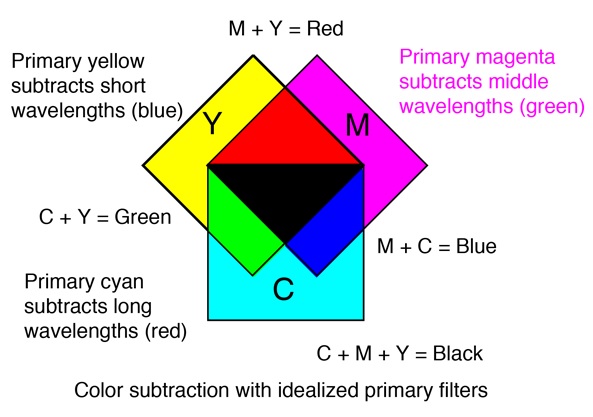 M + Y = Red
Primary yellow
subtracts short
wavelengths (blue)
Primary magenta
subtracts middle
wavelengths (green)
Y
M
C + Y = Green
M + C = Blue
Primary cyan
subtracts long
wavelengths (red)
C
C + M + Y = Black
Color subtraction with idealized primary filters